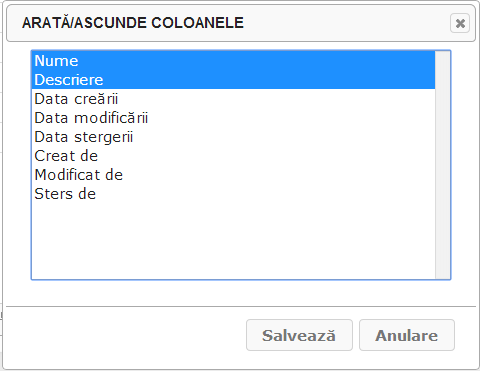 ARATĂ/ASCUNDE COLOANELE
Nume
Descriere
Data creării
Data modificării
Data stergerii
Creat de
Modificat de
Sters de
Salvează
Anulare